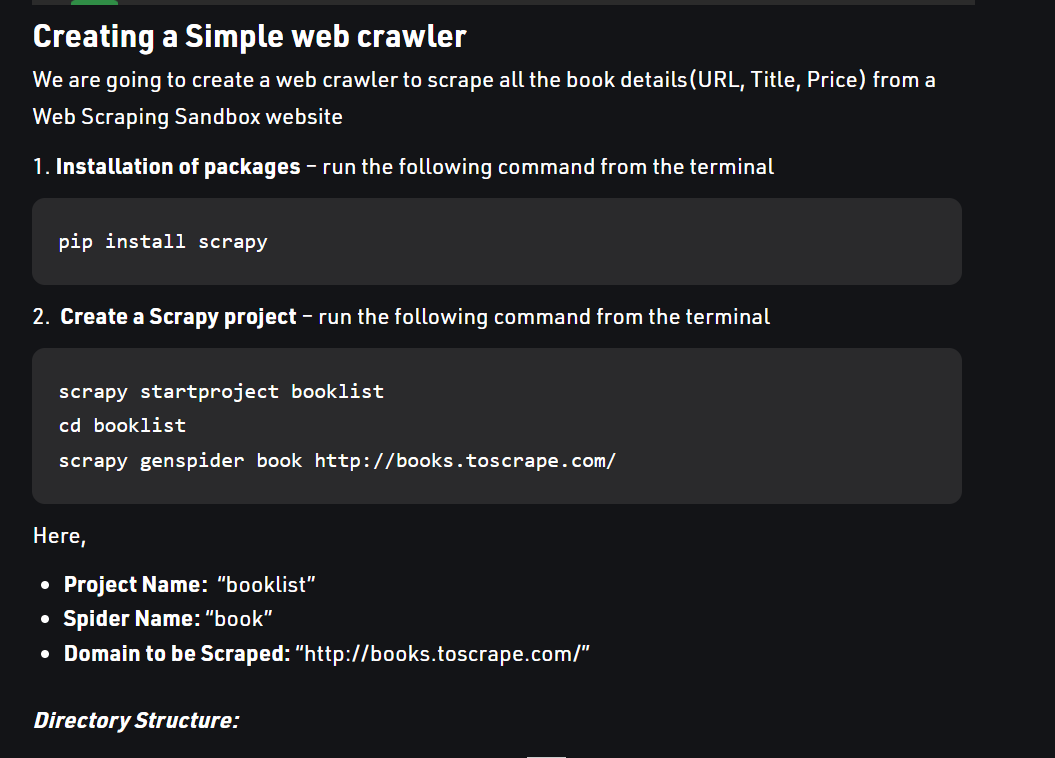 Creating a Simple web crawler
We are going to create a web crawler to scrape all the book details(URL, Title, Price) from a
Web Scraping Sandbox website
1. Installation of packages – run the following command from the terminal
pip install scrapy
2. Create a Scrapy project – run the following command from the terminal
scrapy startproject booklist
cd booklist
scrapy genspider book http://books.toscrape.com/
Here,
• Project Name: “booklist”
• Spider Name: “book”
• Domain to be Scraped: “http://books.toscrape.com/”
Directory Structure: